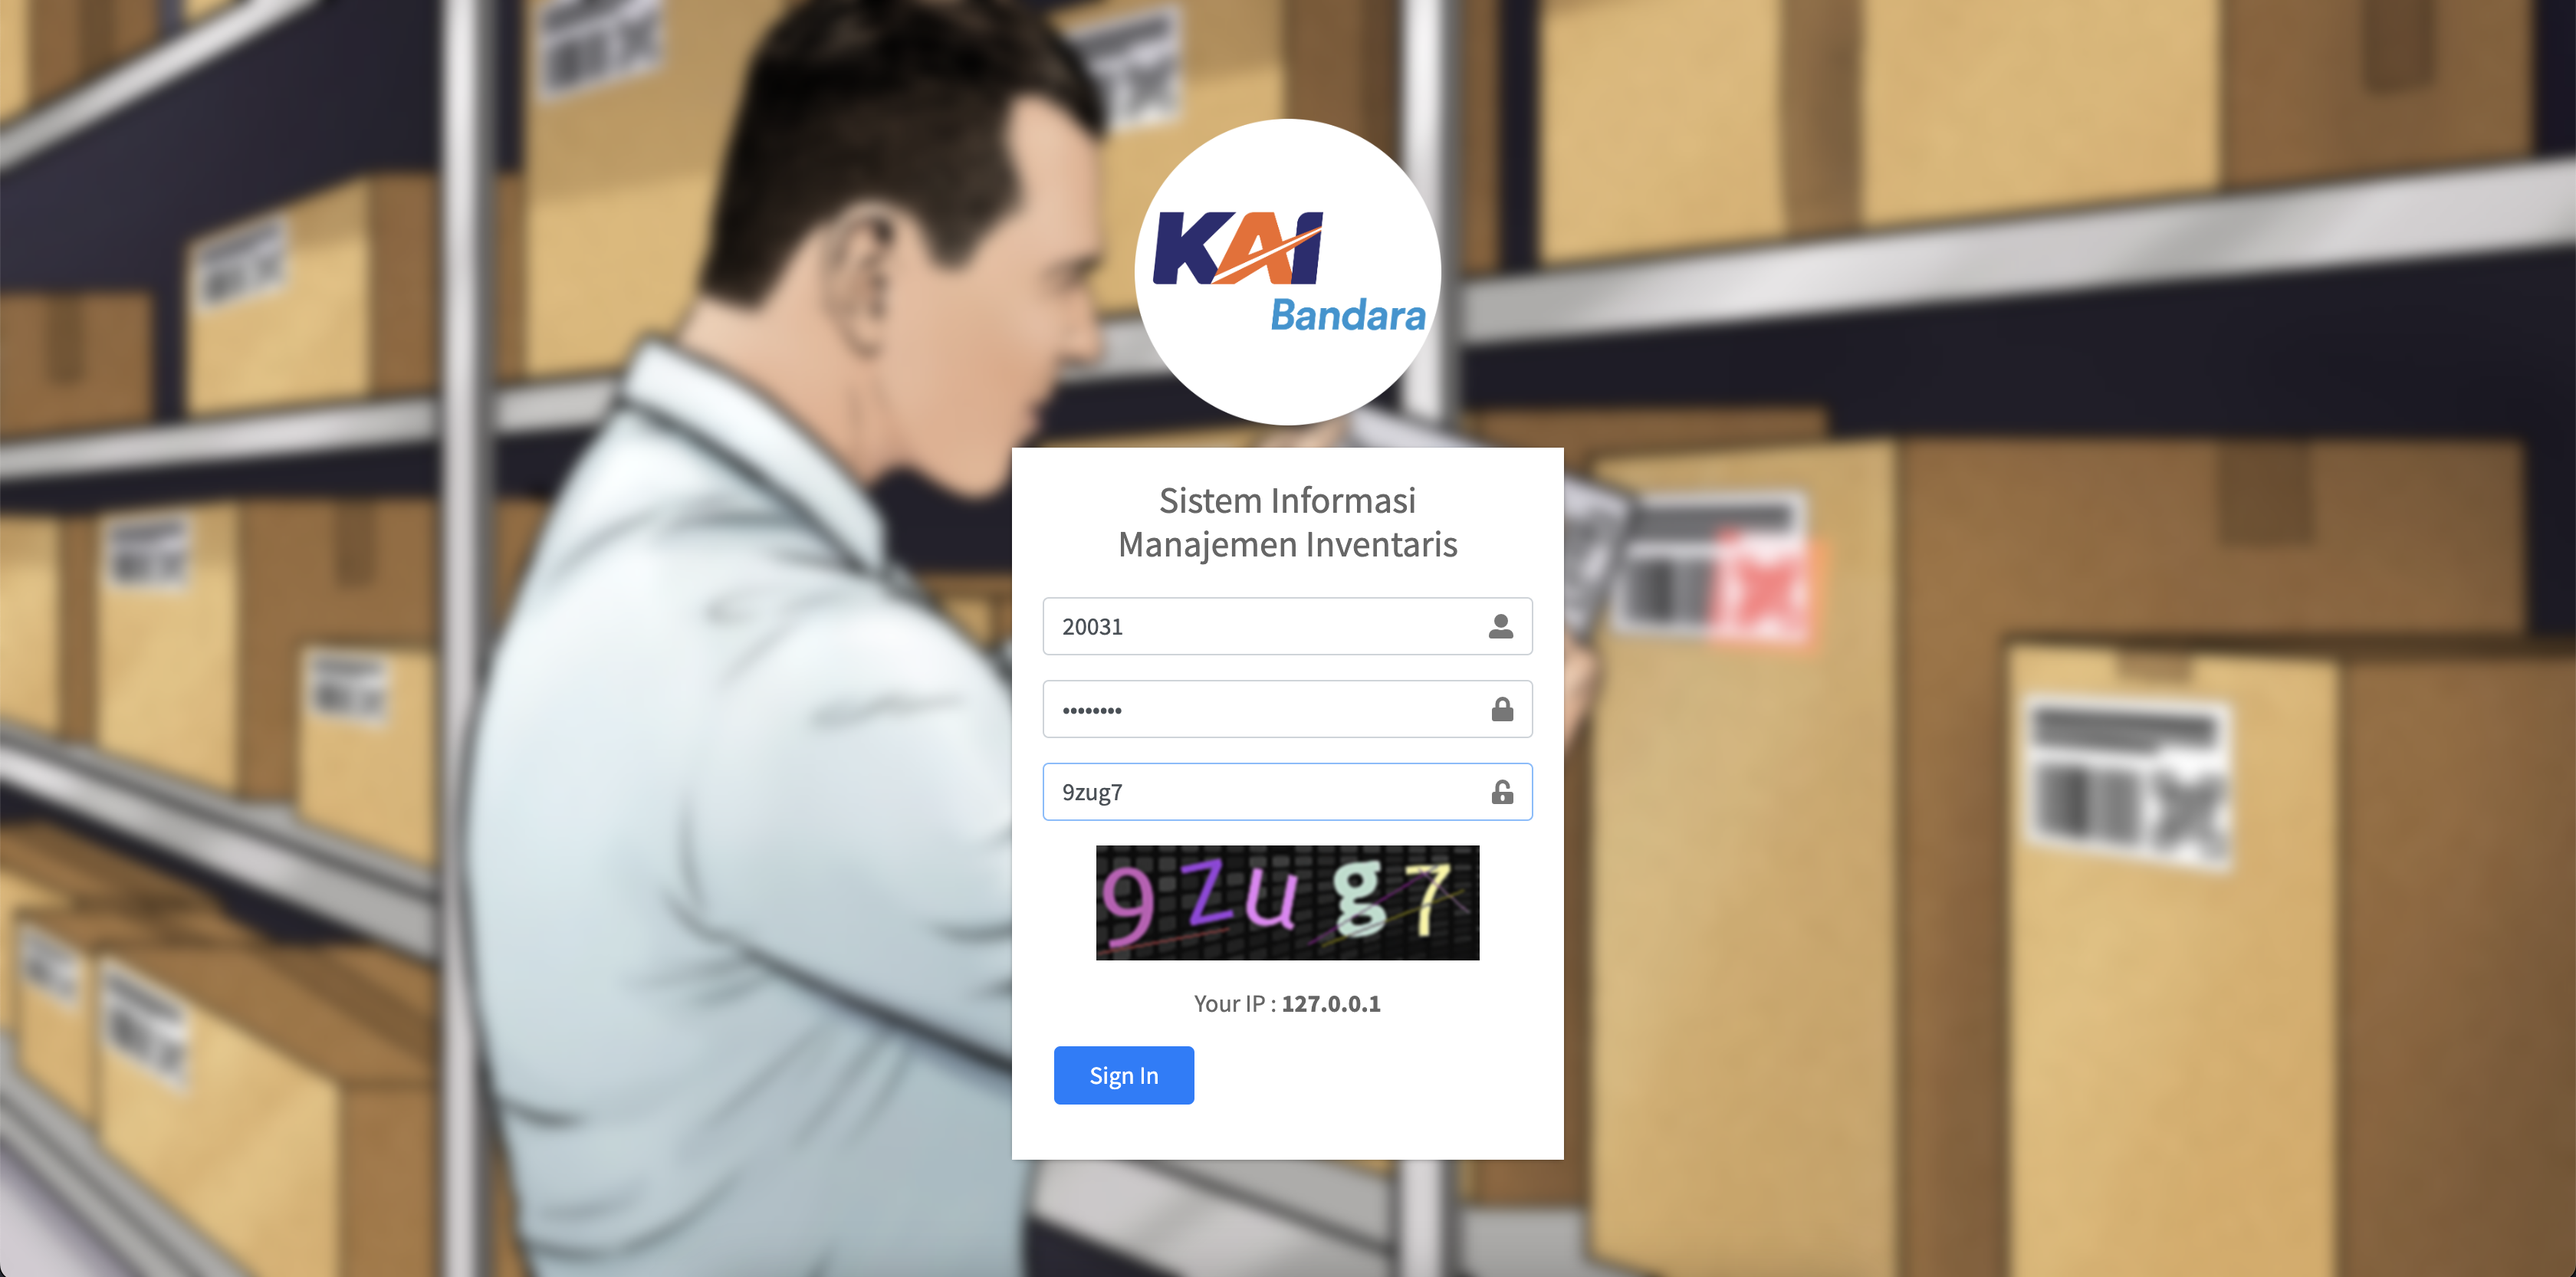 KAI
Bandara
Sistem Informasi
Manajemen Inventaris
20031
••••••••
9zug7
9zug7
Your IP : 127.0.0.1
Sign In